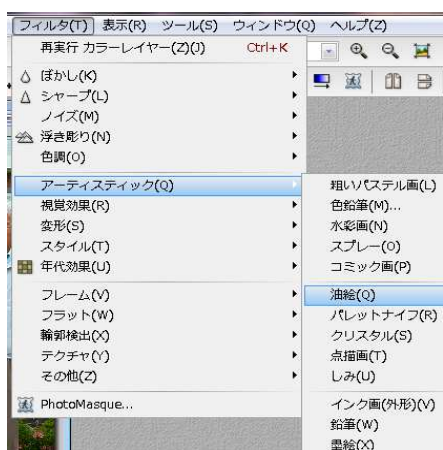 フィルタ(T) 表示(R) ツール(S) ウィンドウ(O) ヘルプ(Z)
再実行 カラーレイヤー(Z)(J) Ctrl+K
ぼかし(K)
シャープ(L)
ノイズ(M)
浮き彫り(N)
色調(O)
アーティスティック(Q)
視覚効果(R)
変形(S)
スタイル(T)
年代効果(U)
フレーム(V)
フラット(W)
輪郭検出(X)
テクチャ(Y)
その他(Z)
PhotoMasque...
粗いパステル画(L)
色鉛筆(M)...
水彩画(N)
スプレー(O)
コミック画(P)
油絵(Q)
パレットナイフ(R)
クリスタル(S)
点描画(T)
しみ(U)
インク画(外形)(V)
鉛筆(W)
墨絵(X)